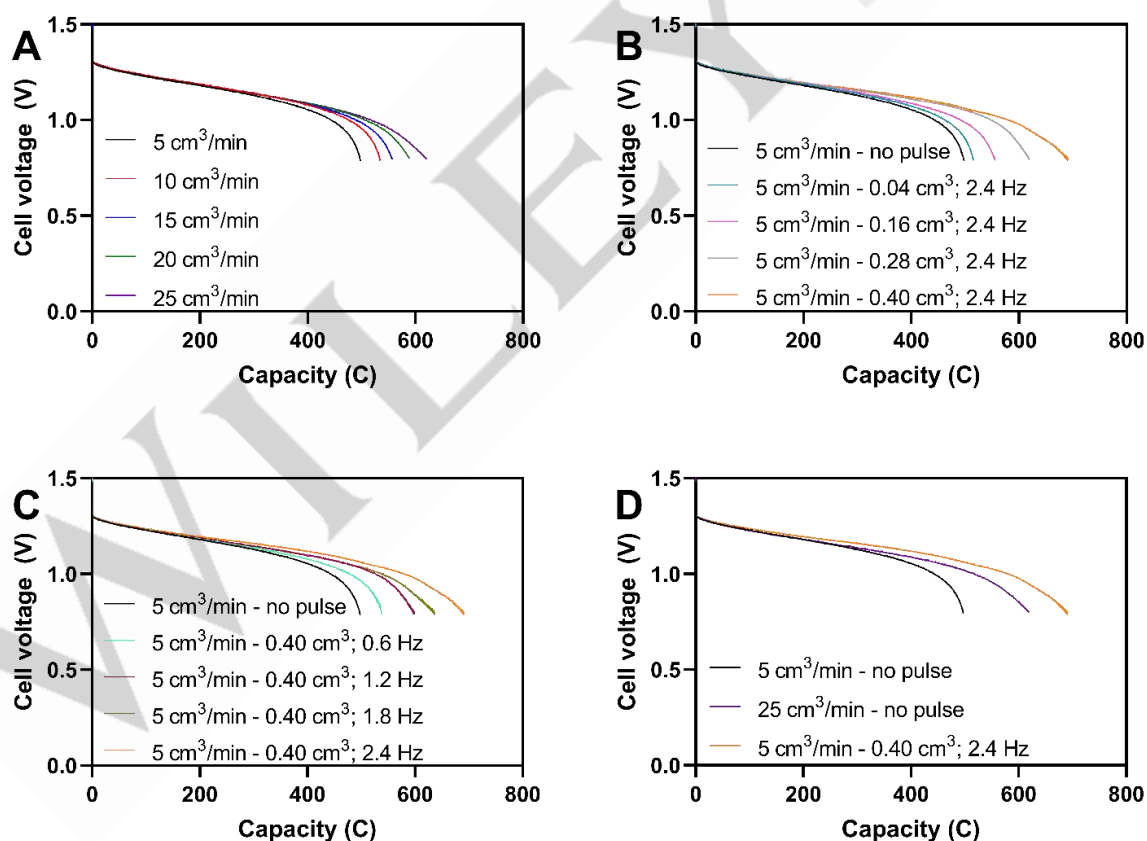 A
Cell voltage (V)
1.5
1.0
0.5
0.0
5 cm³/min
10 cm³/min
15 cm³/min
20 cm³/min
25 cm³/min
0 200 400 600 800
Capacity (C)
B
Cell voltage (V)
1.5
1.0
0.5
0.0
5 cm³/min - no pulse
5 cm³/min - 0.04 cm³; 2.4 Hz
5 cm³/min - 0.16 cm³; 2.4 Hz
5 cm³/min - 0.28 cm³, 2.4 Hz
5 cm³/min - 0.40 cm³; 2.4 Hz
0 200 400 600 800
Capacity (C)
C
Cell voltage (V)
1.5
1.0
0.5
0.0
5 cm³/min - no pulse
5 cm³/min - 0.40 cm³; 0.6 Hz
5 cm³/min - 0.40 cm³; 1.2 Hz
5 cm³/min - 0.40 cm³; 1.8 Hz
5 cm³/min - 0.40 cm³; 2.4 Hz
0 200 400 600 800
Capacity (C)
D
Cell voltage (V)
1.5
1.0
0.5
0.0
5 cm³/min - no pulse
25 cm³/min - no pulse
5 cm³/min - 0.40 cm³; 2.4 Hz
0 200 400 600 800
Capacity (C)
WILEY